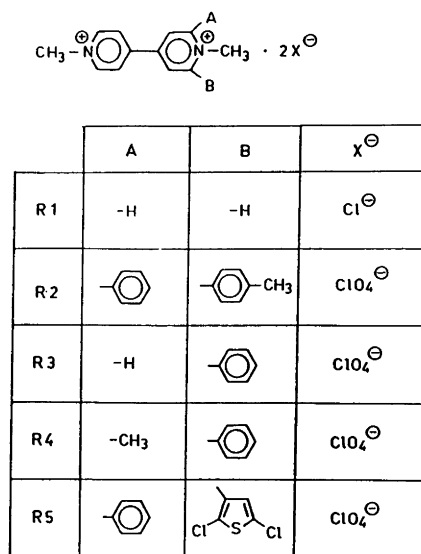 A
CH3-N⊕ N⊕-CH3 · 2X⊖
B
A B X⊖
R1 -H -H Cl⊖
R2 -CH3 ClO4⊖
R3 -H ClO4⊖
R4 -CH3 ClO4⊖
R5 Cl S Cl ClO4⊖